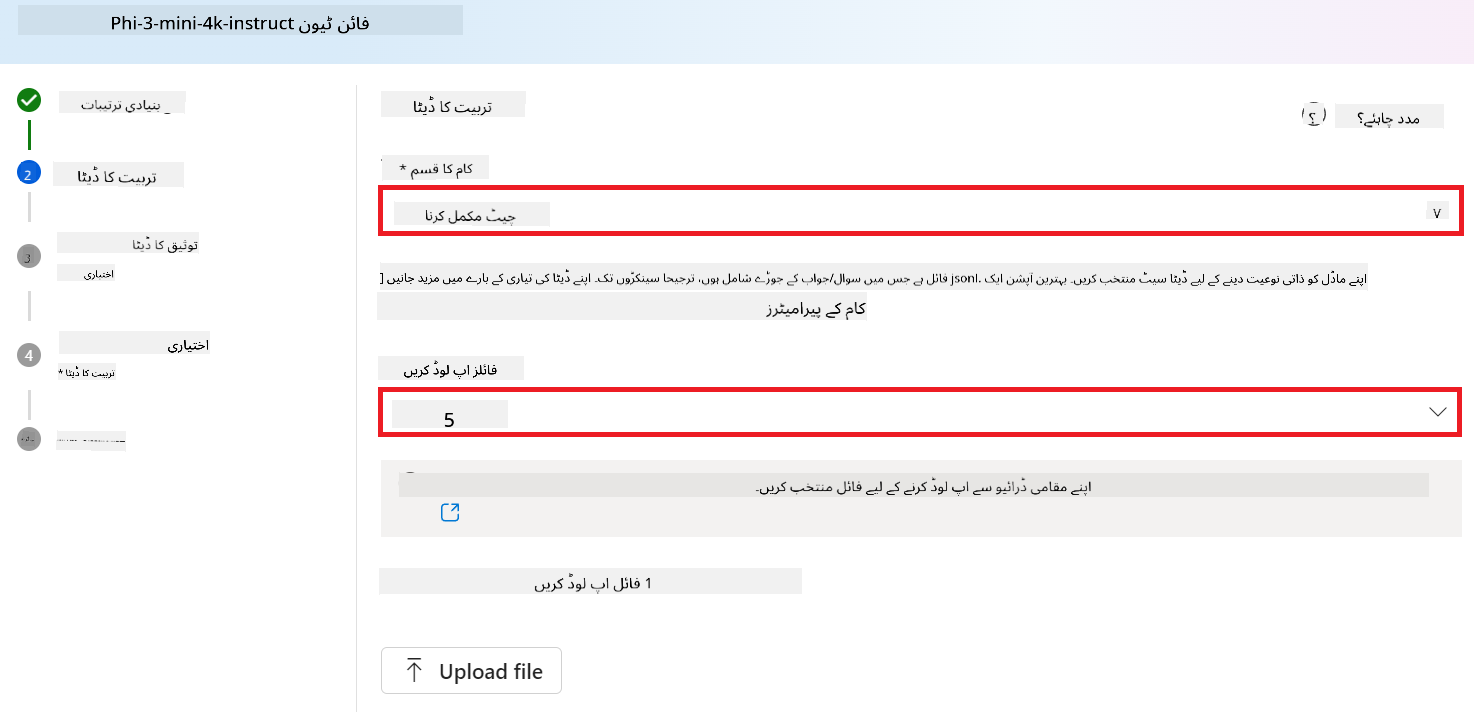 Phi-3-mini-4k-instruct فائن ٹیون
بنیادی ترتیبات
2
تربیت کا ڈیٹا
3
توثیق کا ڈیٹا
اختیاری
4
اختیاری
تربیت کا ڈیٹا *
تربیت کا ڈیٹا
؟
مدد چاہئے؟
کام کا قسم *
چیٹ مکمل کرنا
اپنے ماڈل کو ذاتی نوعیت دینے کے لیے ڈیٹا سیٹ منتخب کریں۔ بہترین آپشن ایک .jsonl فائل ہے جس میں سوال/جواب کے جوڑے شامل ہوں، ترجیحا سینکڑوں تک۔ اپنے ڈیٹا کی تیاری کے بارے میں مزید جانیں [
کام کے پیرامیٹرز
فائلز اپ لوڈ کریں
5
اپنے مقامی ڈرائیو سے اپ لوڈ کرنے کے لیے فائل منتخب کریں۔
1 فائل اپ لوڈ کریں
Upload file